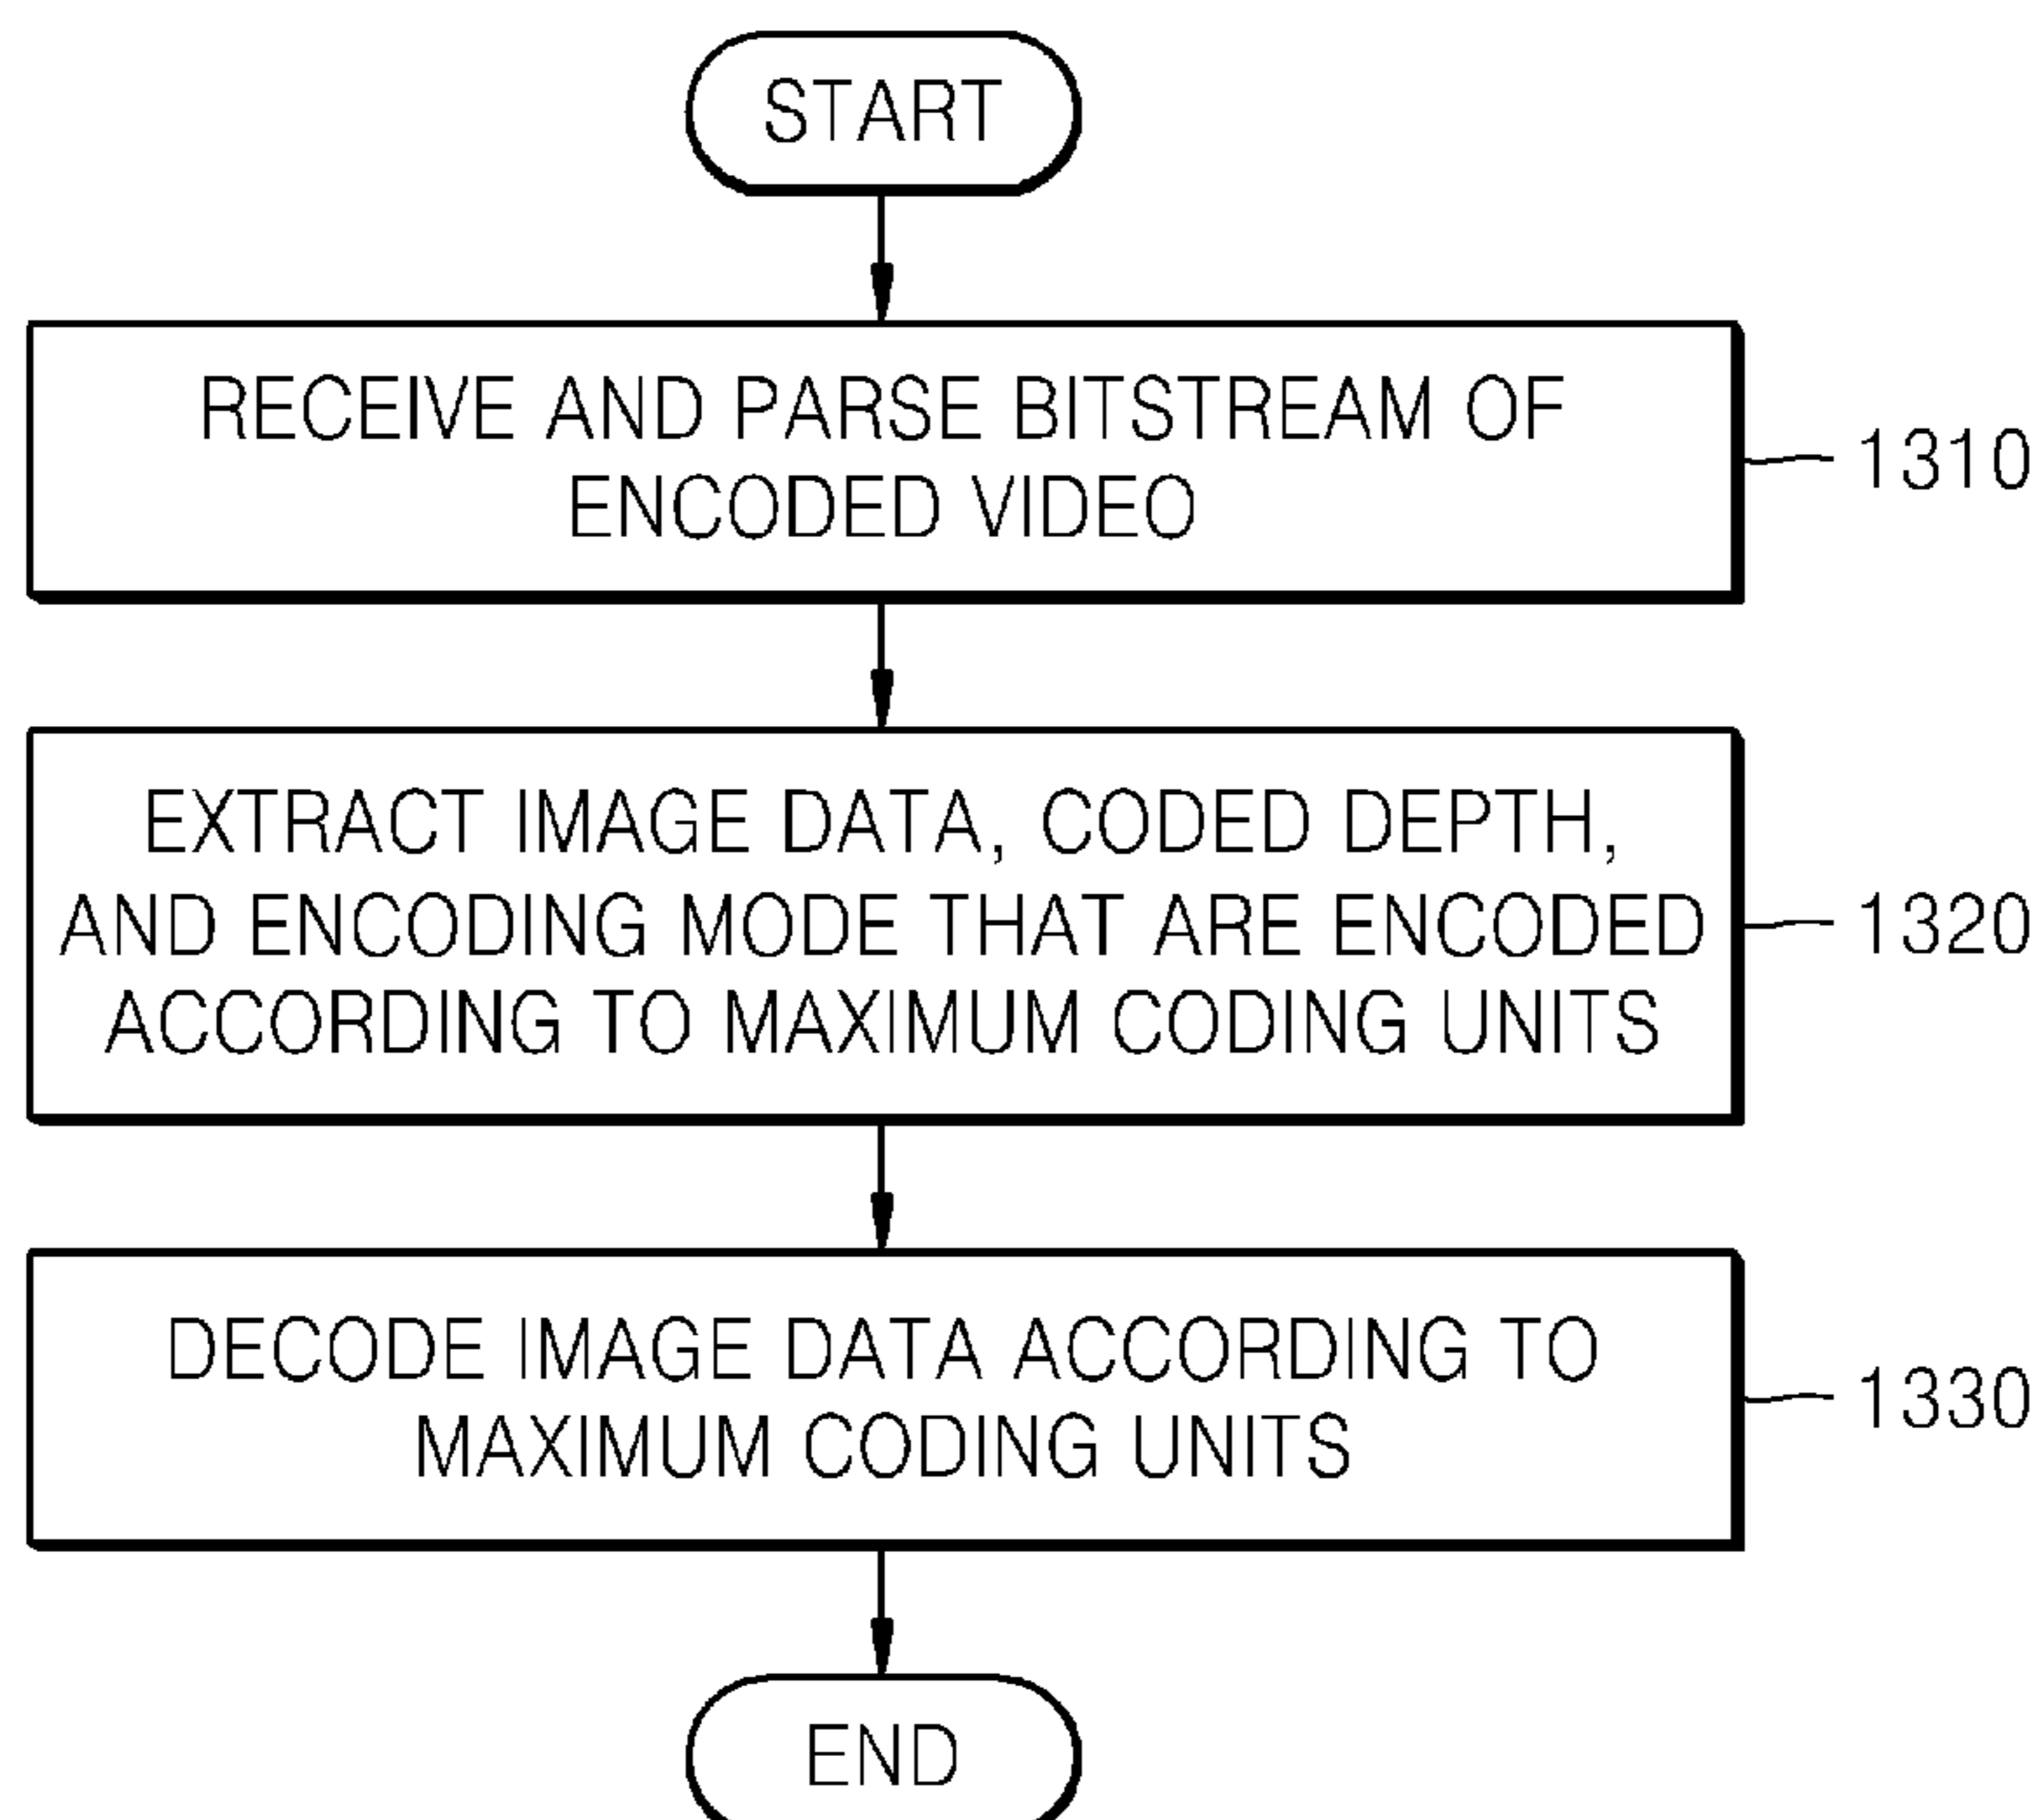 START
RECEIVE AND PARSE BITSTREAM OF
ENCODED VIDEO
1310
EXTRACT IMAGE DATA, CODED DEPTH,
AND ENCODING MODE THAT ARE ENCODED
ACCORDING TO MAXIMUM CODING UNITS
1320
DECODE IMAGE DATA ACCORDING TO
MAXIMUM CODING UNITS
1330
END